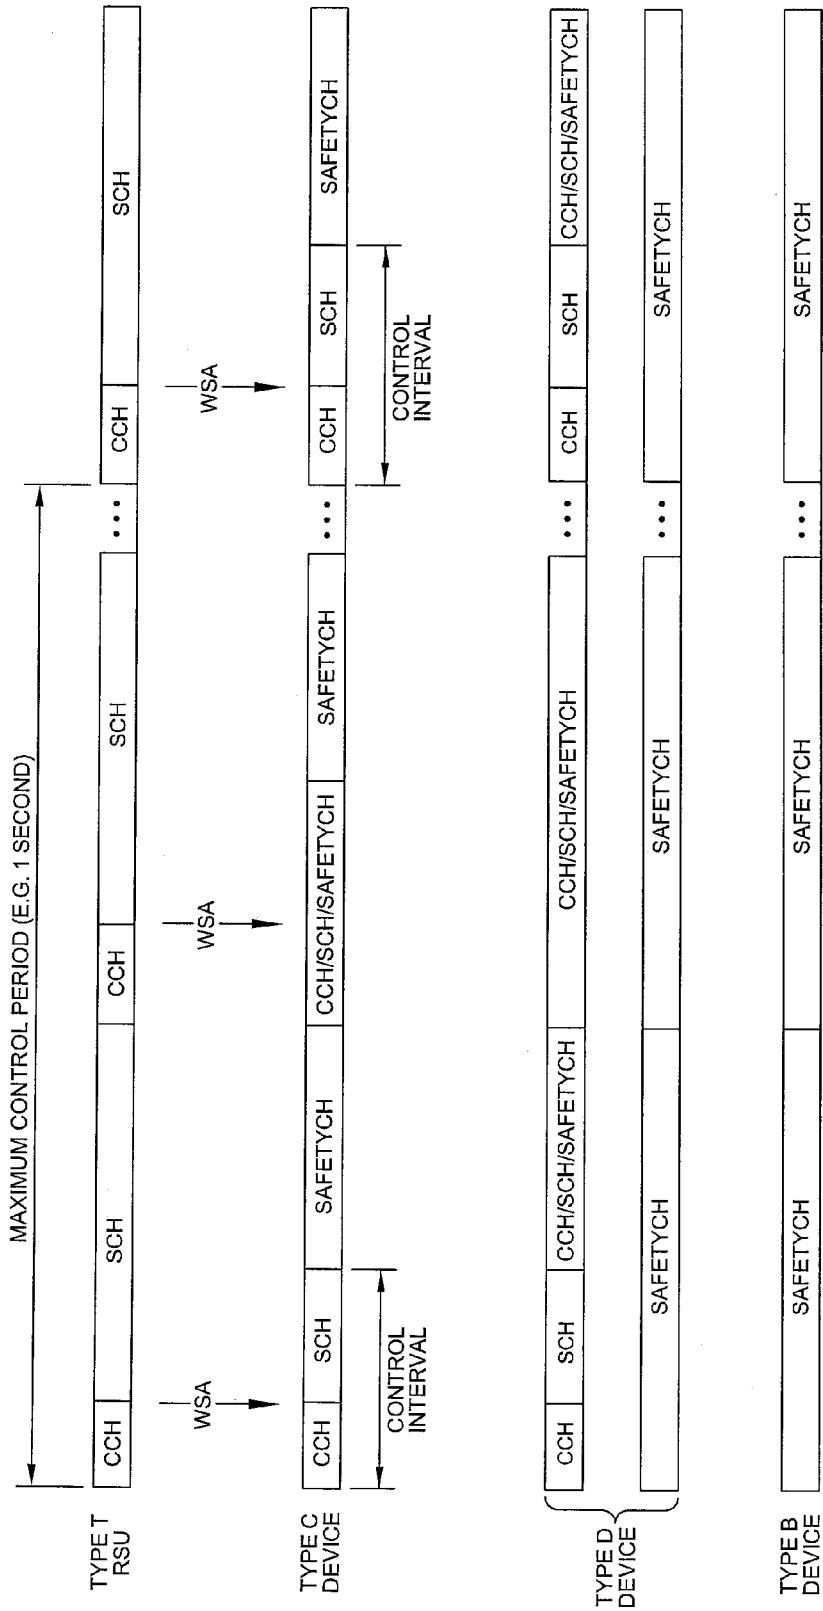 MAXIMUM CONTROL PERIOD (E.G. 1 SECOND)
TYPE T
RSU
CCH
SCH
CCH
SCH
•••
CCH
SCH
WSA
WSA
WSA
TYPE C
DEVICE
CCH
SCH
SAFETYCH
CCH/SCH/SAFETYCH
SAFETYCH
•••
CCH
SCH
SAFETYCH
CONTROL
INTERVAL
CONTROL
INTERVAL
TYPE D
DEVICE
CCH
SCH
CCH/SCH/SAFETYCH
CCH/SCH/SAFETYCH
•••
CCH
SCH
CCH/SCH/SAFETYCH
SAFETYCH
SAFETYCH
•••
SAFETYCH
TYPE B
DEVICE
SAFETYCH
SAFETYCH
•••
SAFETYCH